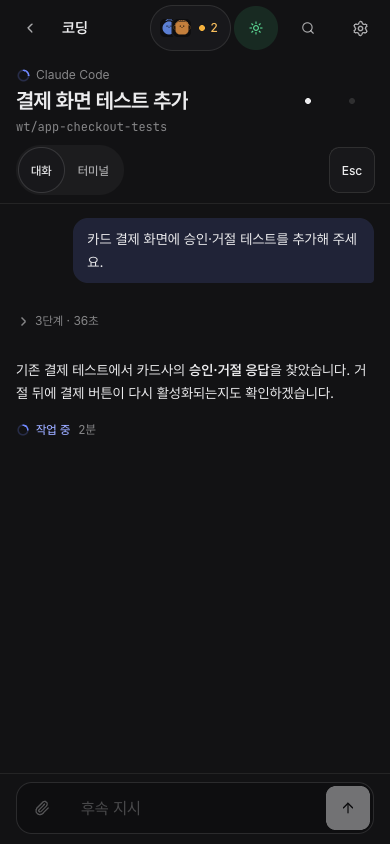 코딩
2
Claude Code
결제 화면 테스트 추가
wt/app-checkout-tests
대화
터미널
Esc
카드 결제 화면에 승인·거절 테스트를 추가해 주세
요.
3단계 · 36초
기존 결제 테스트에서 카드사의 승인·거절 응답을 찾았습니다. 거
절 뒤에 결제 버튼이 다시 활성화되는지도 확인하겠습니다.
작업 중 2분
후속 지시